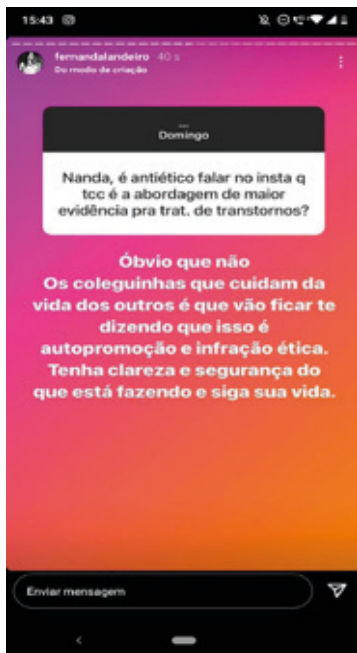 15:43
fernandalandeiro 40 s
Do modo de criação
Domingo
Nanda, é antiético falar no insta q
tcc é a abordagem de maior
evidência pra trat. de transtornos?
Óbvio que não
Os coleguinhas que cuidam da
vida dos outros é que vão ficar te
dizendo que isso é
autopromoção e infração ética.
Tenha clareza e segurança do
que está fazendo e siga sua vida.
Enviar mensagem